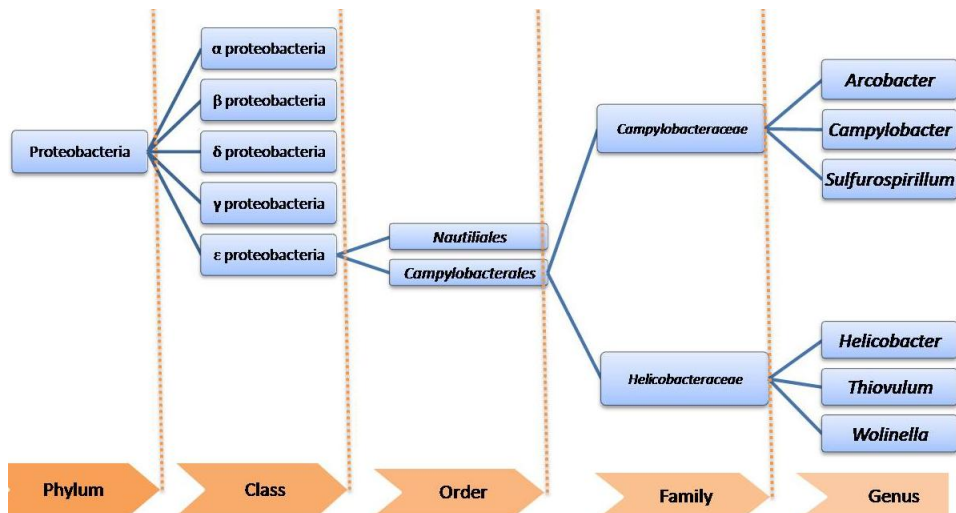 Proteobacteria
α proteobacteria
β proteobacteria
δ proteobacteria
γ proteobacteria
ε proteobacteria
Nautiliales
Campylobacterales
Campylobacteraceae
Helicobacteraceae
Arcobacter
Campylobacter
Sulfurospirillum
Helicobacter
Thiovulum
Wolinella
Phylum
Class
Order
Family
Genus